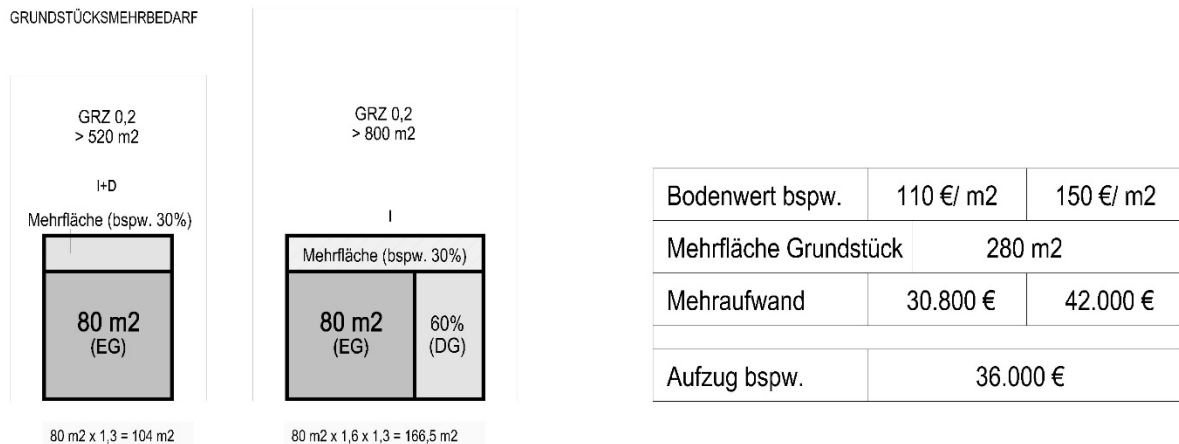 GRUNDSTÜCKSMEHRBEDARF
GRZ 0,2
> 520 m2
I+D
Mehrfläche (bspw. 30%)
80 m2
(EG)
80 m2 x 1,3 = 104 m2
GRZ 0,2
> 800 m2
I
Mehrfläche (bspw. 30%)
80 m2
(EG)
60%
(DG)
80 m2 x 1,6 x 1,3 = 166,5 m2
Bodenwert bspw. 110 €/ m2 150 €/ m2
Mehrfläche Grundstück 280 m2
Mehraufwand 30.800 € 42.000 €
Aufzug bspw. 36.000 €